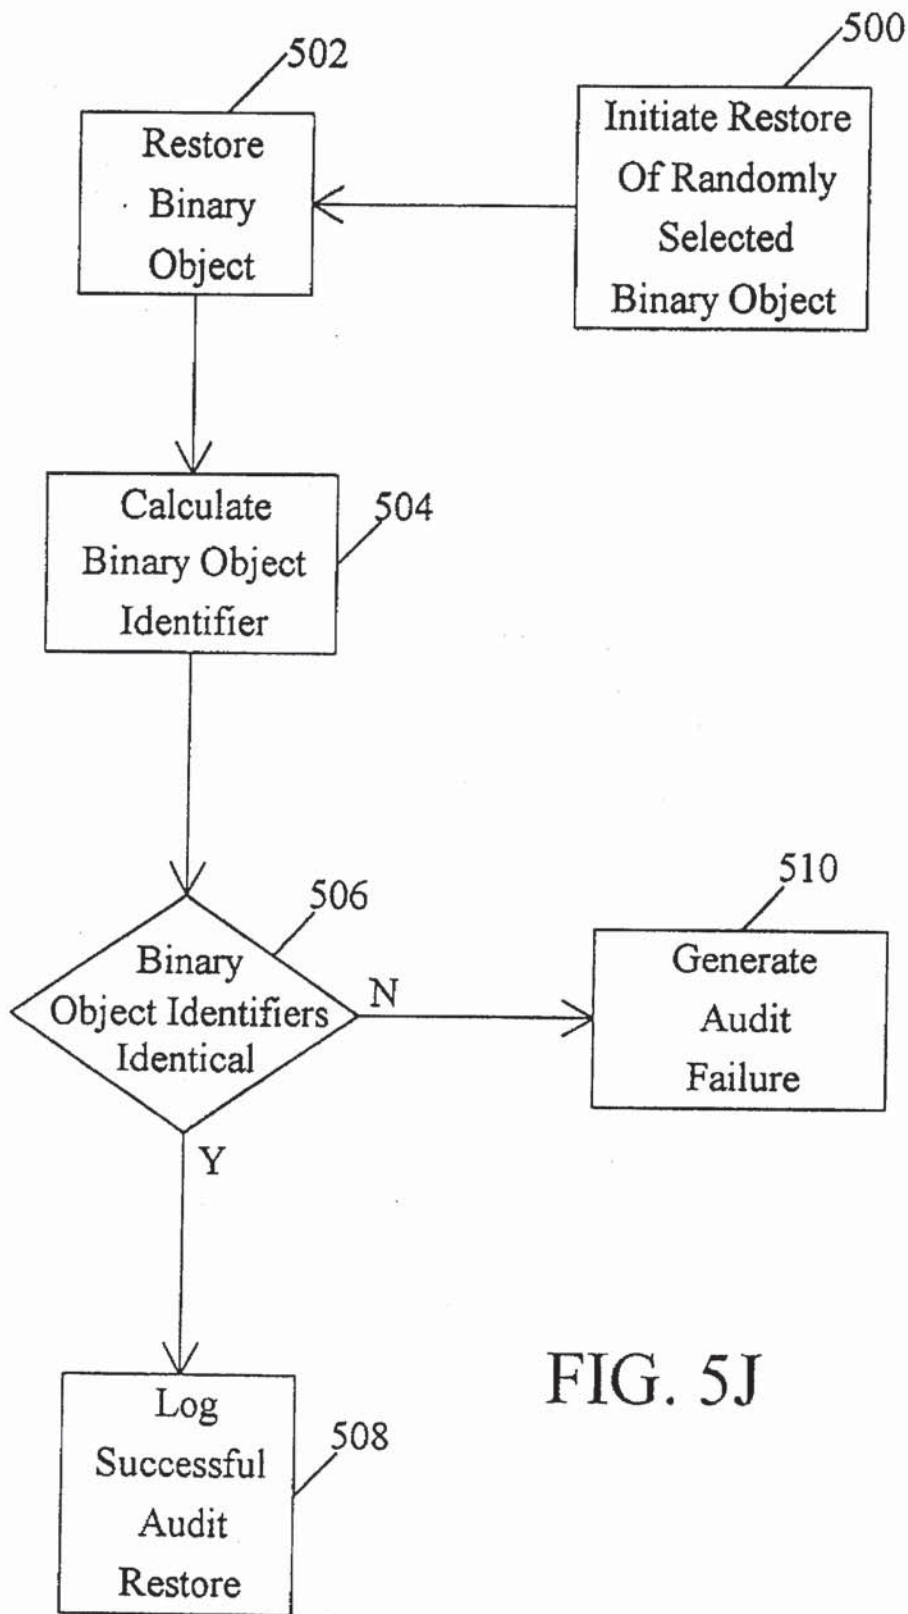 500
Initiate Restore
Of Randomly
Selected
Binary Object
502
Restore
Binary
Object
504
Calculate
Binary Object
Identifier
506
Binary
Object Identifiers
Identical
N
Y
510
Generate
Audit
Failure
508
Log
Successful
Audit
Restore
FIG. 5J